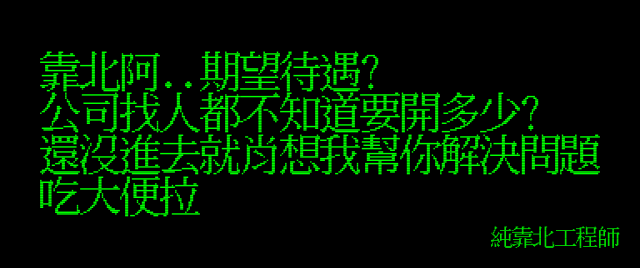 靠北阿..期望待遇?
公司找人都不知道要開多少?
還沒進去就肖想我幫你解決問題
吃大便拉
純靠北工程師